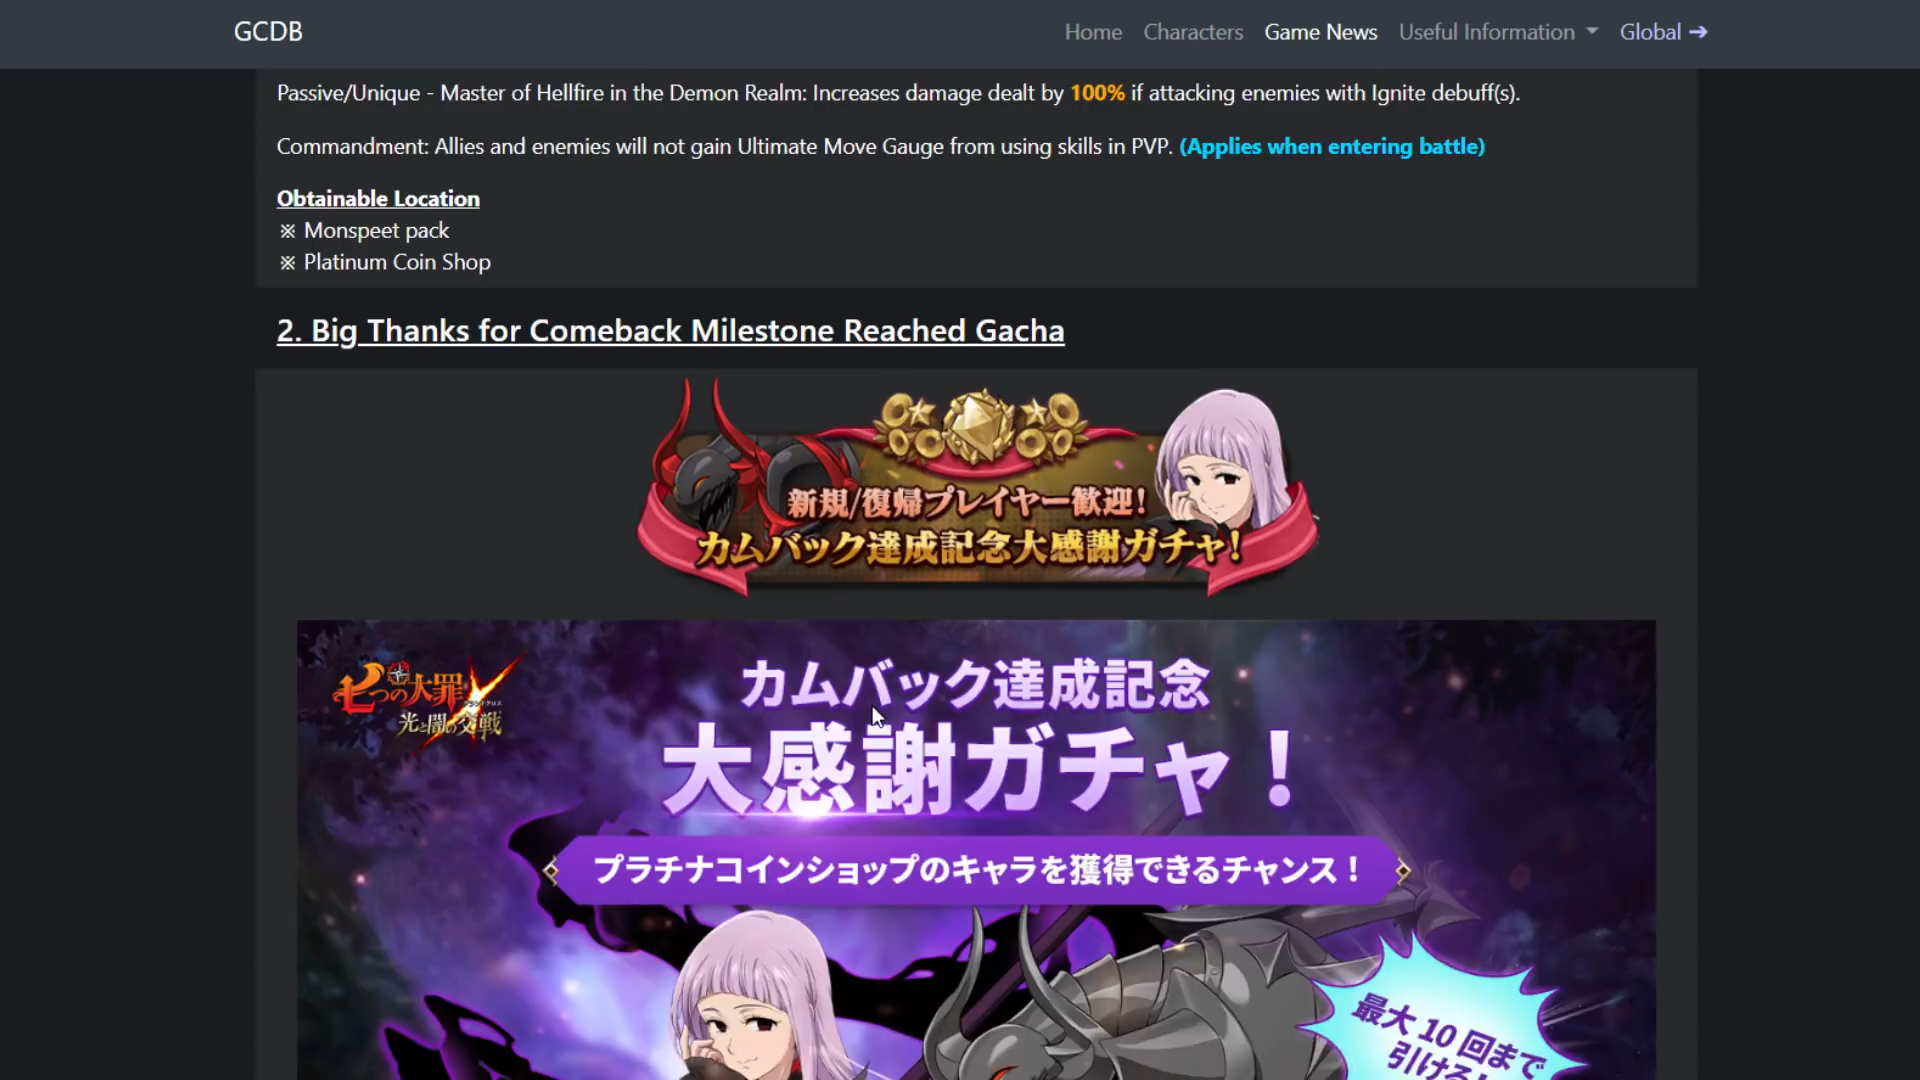 GCDB
Home Characters Game News Useful Information Global ➔
Passive/Unique - Master of Hellfire in the Demon Realm: Increases damage dealt by 100% if attacking enemies with Ignite debuff(s).
Commandment: Allies and enemies will not gain Ultimate Move Gauge from using skills in PVP. (Applies when entering battle)
Obtainable Location
※ Monspeet pack
※ Platinum Coin Shop
2. Big Thanks for Comeback Milestone Reached Gacha
新規/復帰プレイヤー歓迎!
カムバック達成記念大感謝ガチャ!
七つの大罪
光と闇の交戦
カムバック達成記念
大感謝ガチャ！
プラチナコインショップのキャラを獲得できるチャンス！
最大10回まで
引ける!